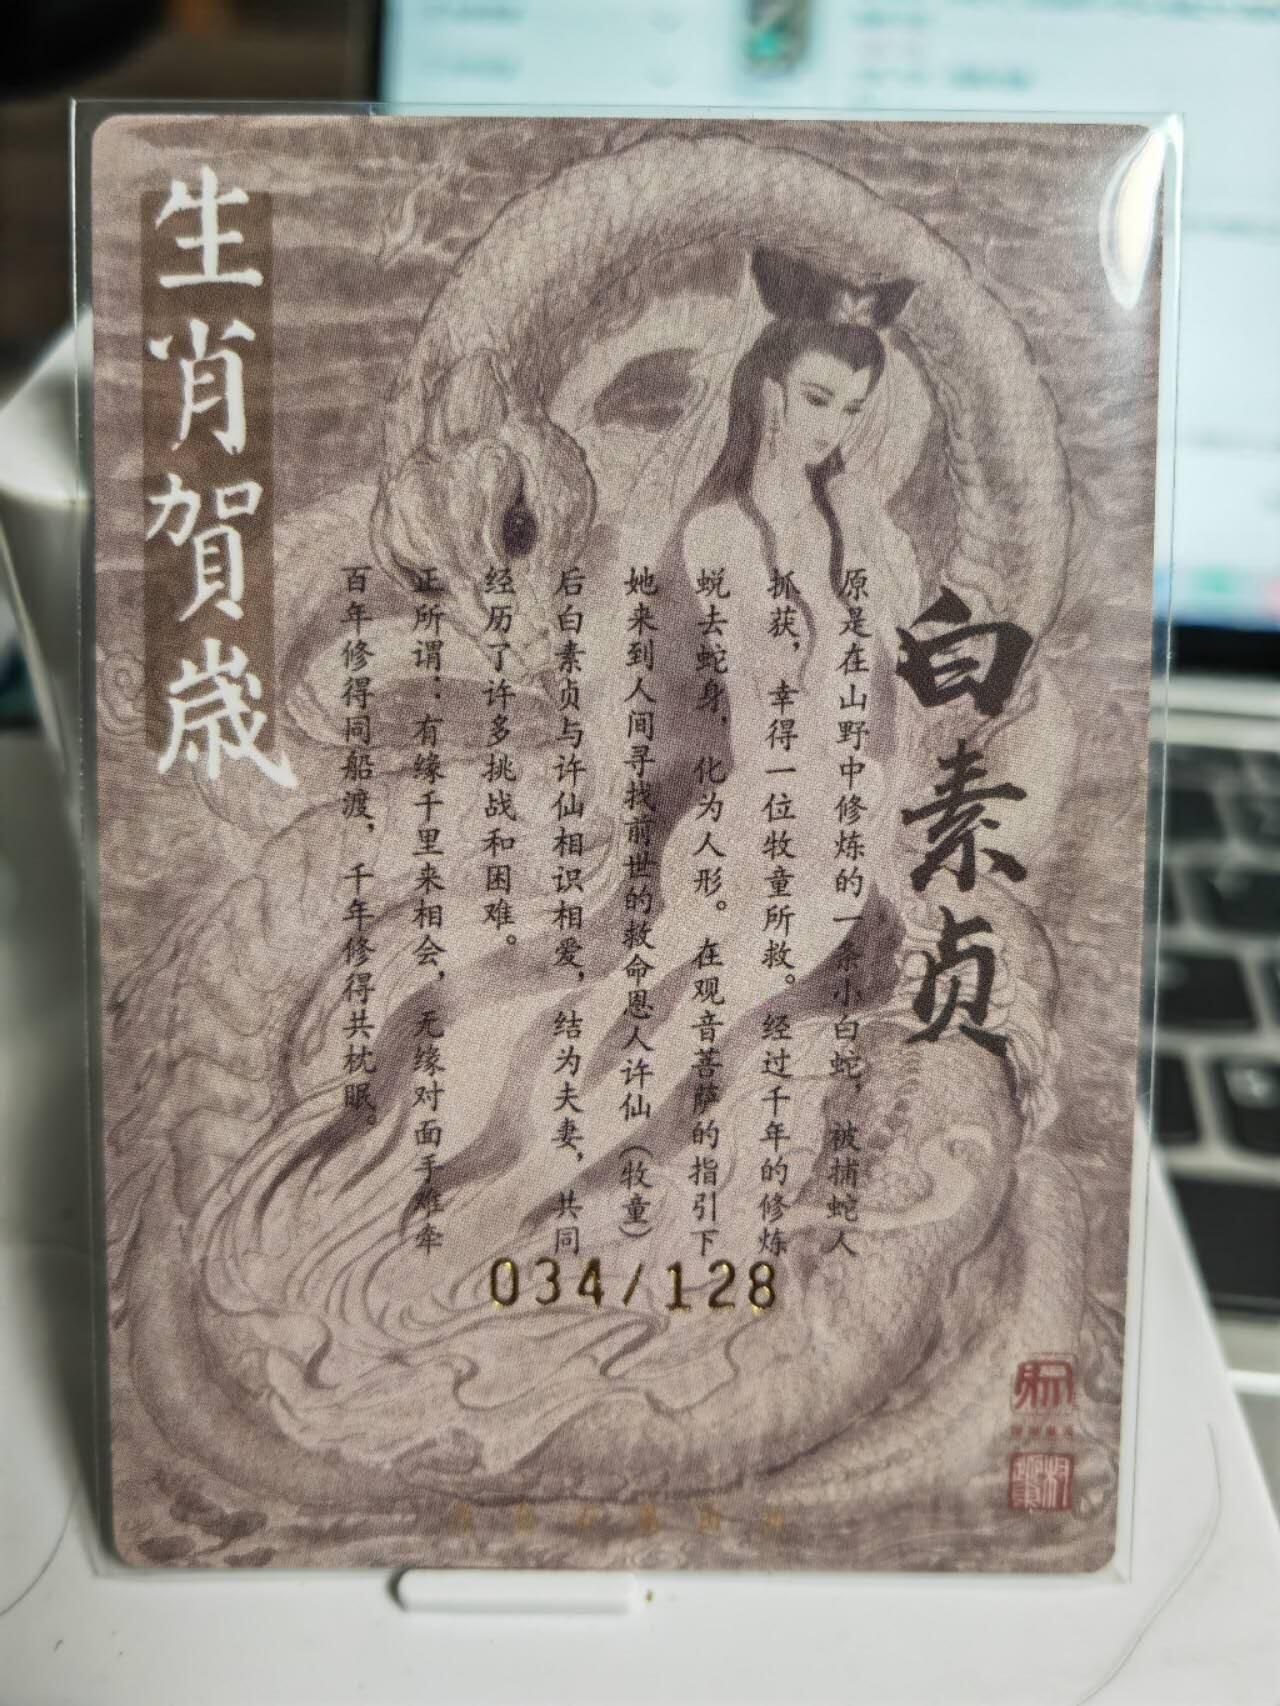 生肖賀歲
白素贞
原是在山野中修炼的一条小白蛇，被捕蛇人
抓获，幸得一位牧童所救。经过千年的修炼
蜕去蛇身，化为人形。在观音菩萨的指引下
她来到人间寻找前世的救命恩人许仙（牧童）
后白素贞与许仙相识相爱，结为夫妻，共同
经历了许多挑战和困难。
正所谓：有缘千里来相会，无缘对面手难牵
百年修得同船渡，千年修得共枕眠。
034/128